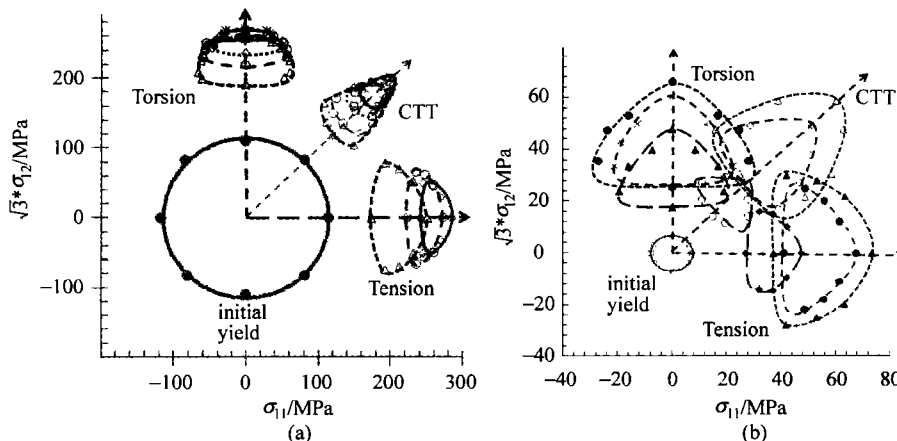 200
100
0
−100
√3*σ12/MPa
Torsion
CTT
Tension
initial
yield
−100
0
100
200
300
σ11/MPa
(a)
60
40
20
0
−20
−40
√3*σ12/MPa
Torsion
CTT
initial
yield
Tension
−40
−20
0
20
40
60
80
σ11/MPa
(b)